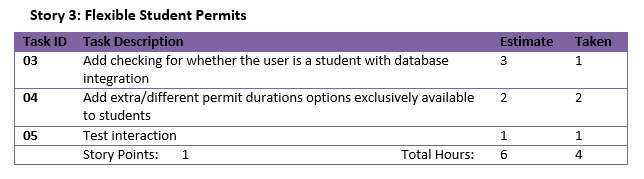 Story 3: Flexible Student Permits
Task ID Task Description Estimate Taken
03 Add checking for whether the user is a student with database 3 1
integration
04 Add extra/different permit durations options exclusively available 2 2
to students
05 Test interaction 1 1
Story Points: 1 Total Hours: 6 4